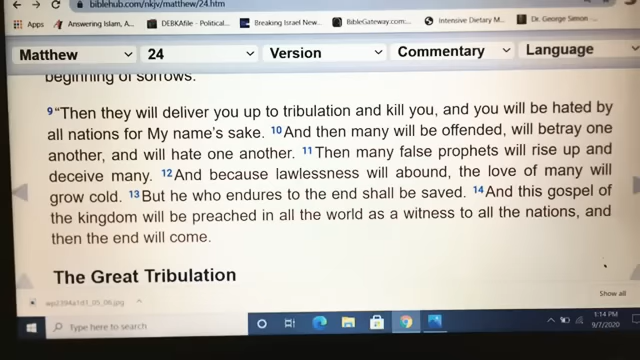 biblehub.com/nkjv/matthew/24.htm
Apps Answering Islam, A... DEBKAfile - Political... Breaking Israel New... BibleGateway.com:... Intensive Dietary M... Dr. George Simon ...
Matthew 24 Version Commentary Language
beginning of sorrows.
9 “Then they will deliver you up to tribulation and kill you, and you will be hated by
all nations for My name’s sake. 10 And then many will be offended, will betray one
another, and will hate one another. 11 Then many false prophets will rise up and
deceive many. 12 And because lawlessness will abound, the love of many will
grow cold. 13 But he who endures to the end shall be saved. 14 And this gospel of
the kingdom will be preached in all the world as a witness to all the nations, and
then the end will come.
The Great Tribulation
Show all
Type here to search
1:14 PM
9/7/2020